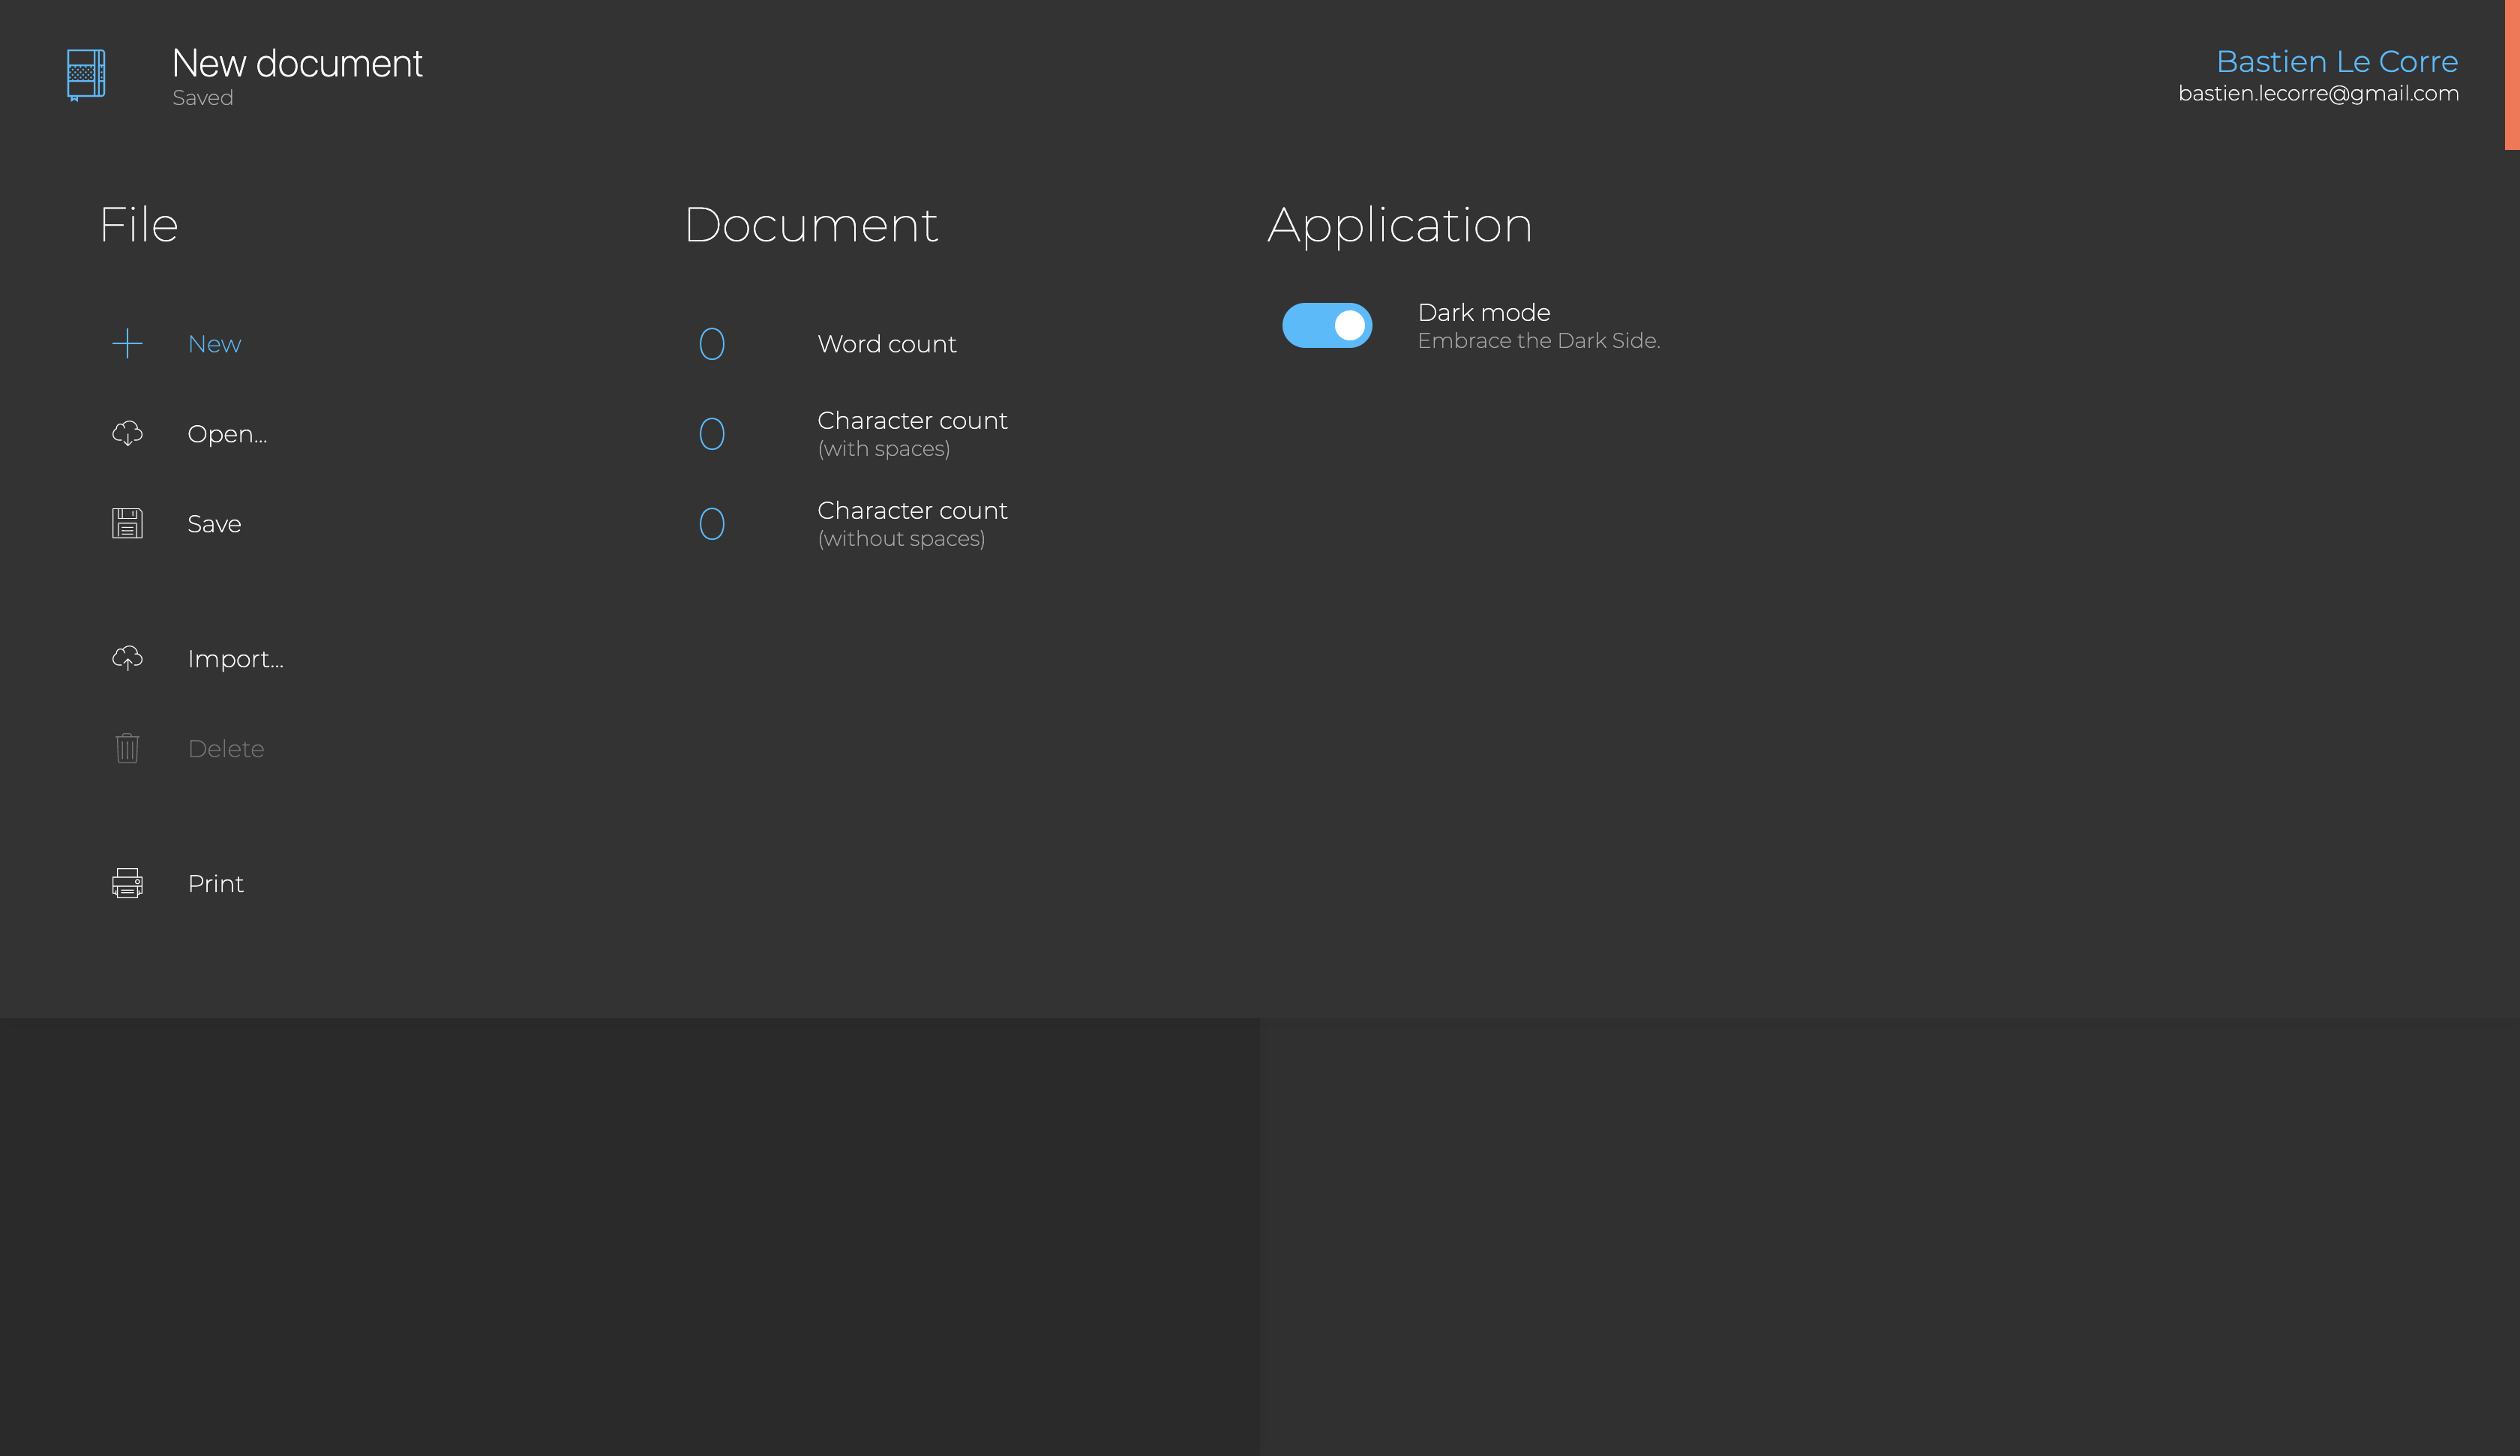 New document
Saved
Bastien Le Corre
bastien.lecorre@gmail.com
File
New
Open...
Save
Import...
Delete
Print
Document
0 Word count
0 Character count
(with spaces)
0 Character count
(without spaces)
Application
Dark mode
Embrace the Dark Side.